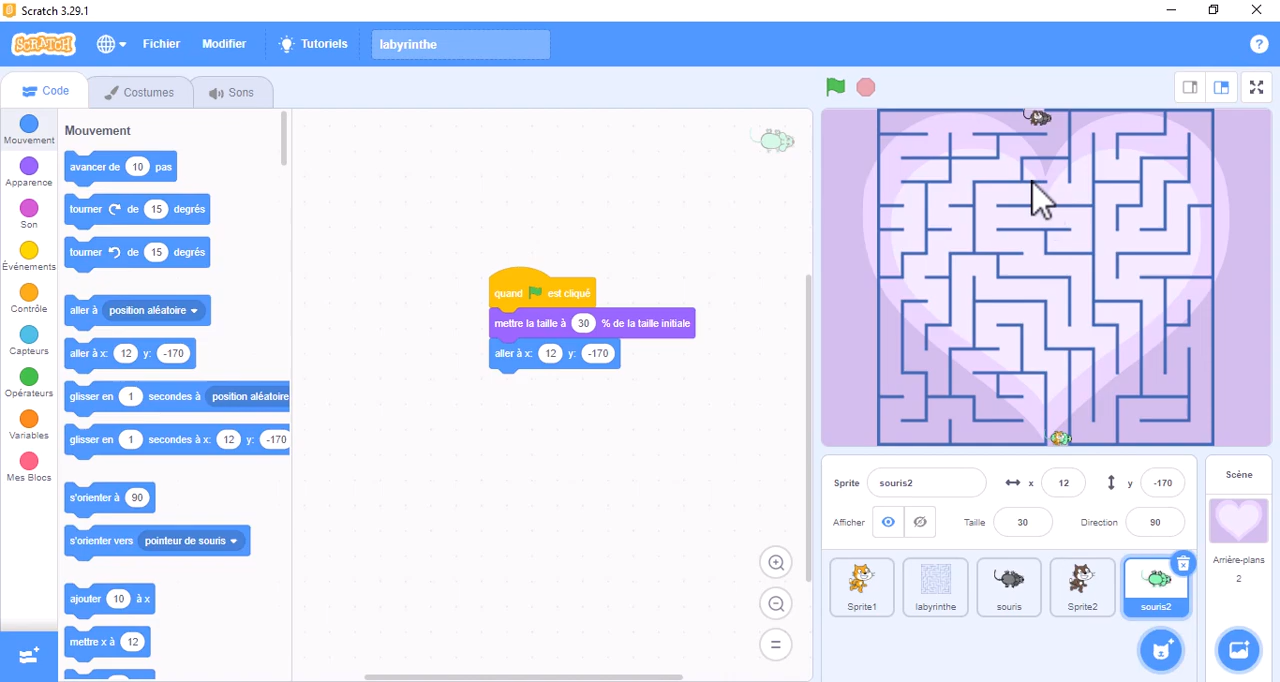 Scratch 3.29.1
SCRATCH
Fichier
Modifier
Tutoriels
labyrinthe
?
Code
Costumes
Sons
Mouvement
Apparence
Son
Événements
Contrôle
Capteurs
Opérateurs
Variables
Mes Blocs
Mouvement
avancer de 10 pas
tourner de 15 degrés
tourner de 15 degrés
aller à position aléatoire
aller à x: 12 y: -170
glisser en 1 secondes à position aléatoire
glisser en 1 secondes à x: 12 y: -170
s'orienter à 90
s'orienter vers pointeur de souris
ajouter 10 à x
mettre x à 12
quand est cliqué
mettre la taille à 30 % de la taille initiale
aller à x: 12 y: -170
Sprite souris2 x 12 y -170
Afficher Taille 30 Direction 90
Sprite1
labyrinthe
souris
Sprite2
souris2
Scène
Arrière-plans
2